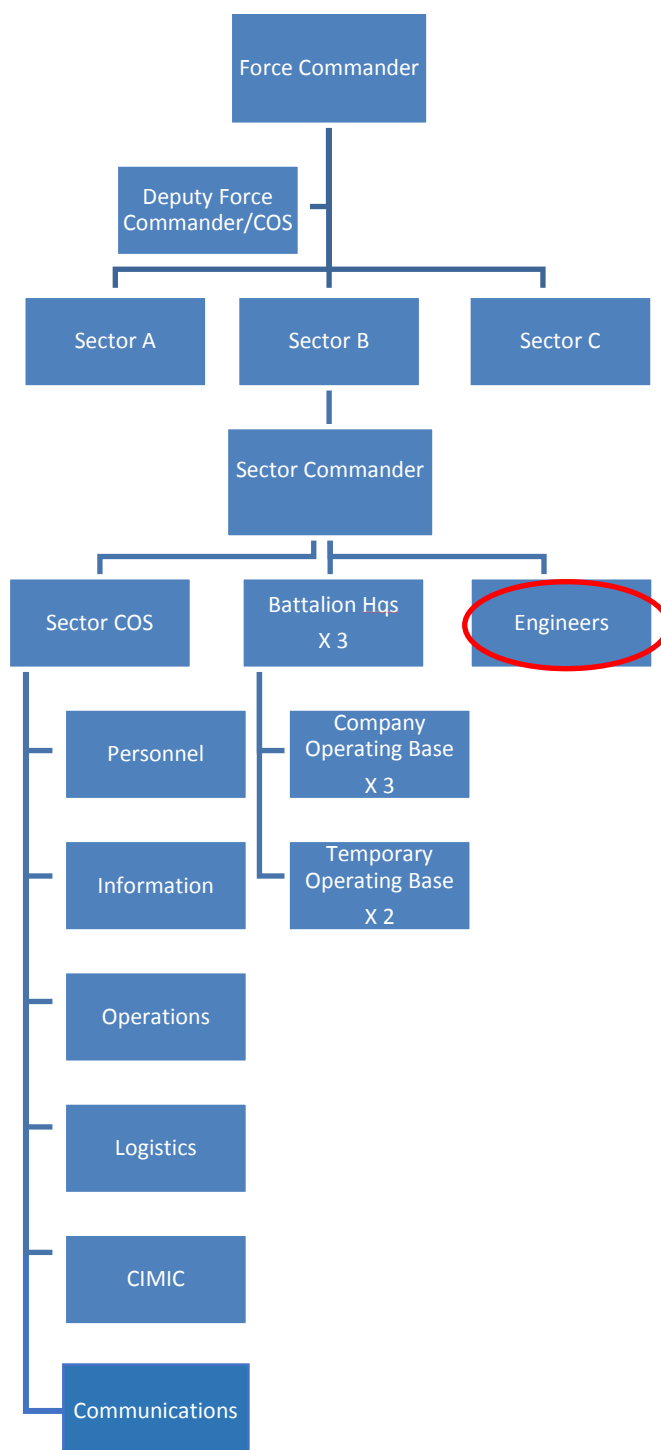 Force Commander
Deputy Force
Commander/COS
Sector A
Sector B
Sector C
Sector Commander
Sector COS
Battalion Hqs
X 3
Engineers
Personnel
Company
Operating Base
X 3
Information
Temporary
Operating Base
X 2
Operations
Logistics
CIMIC
Communications